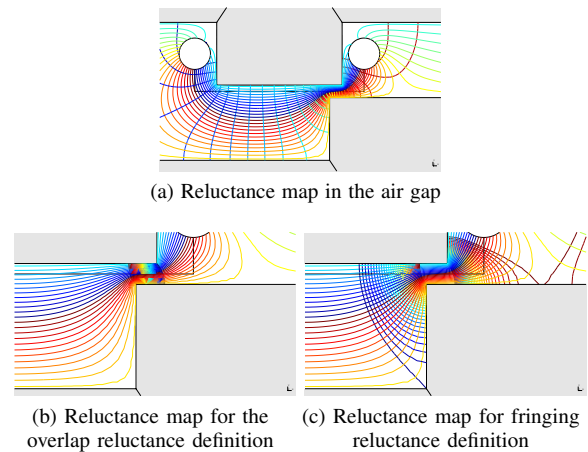 (a) Reluctance map in the air gap
(b) Reluctance map for the
overlap reluctance definition
(c) Reluctance map for fringing
reluctance definition